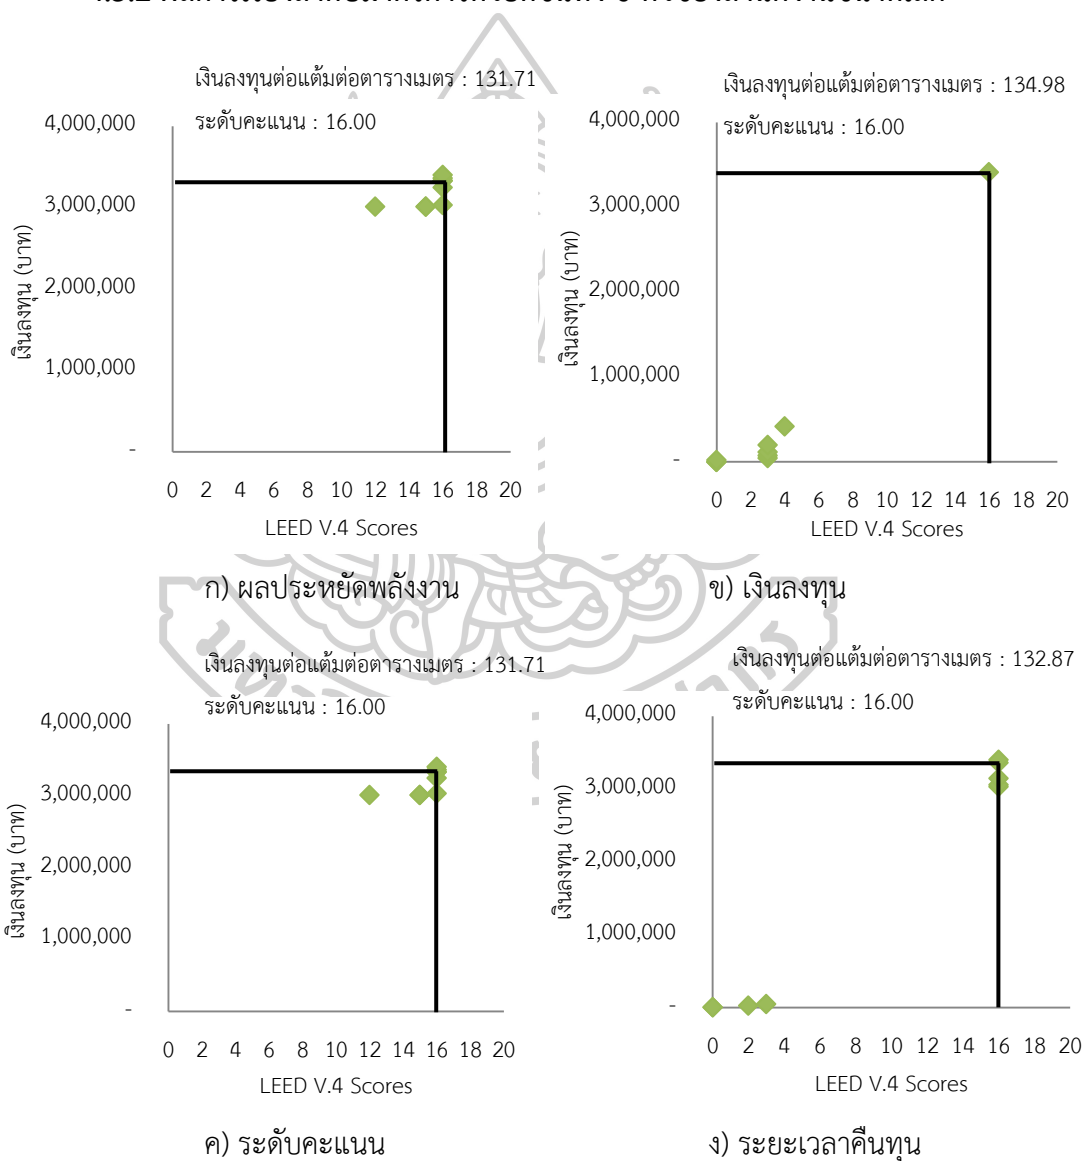 เงินลงทุนต่อแต้มต่อตารางเมตร : 131.71
ระดับคะแนน : 16.00
4,000,000
3,000,000
2,000,000
1,000,000
-
เงินลงทุน (บาท)
0 2 4 6 8 10 12 14 16 18 20
LEED V.4 Scores
ก) ผลประหยัดพลังงาน
เงินลงทุนต่อแต้มต่อตารางเมตร : 134.98
ระดับคะแนน : 16.00
4,000,000
3,000,000
2,000,000
1,000,000
-
เงินลงทุน (บาท)
0 2 4 6 8 10 12 14 16 18 20
LEED V.4 Scores
ข) เงินลงทุน
เงินลงทุนต่อแต้มต่อตารางเมตร : 131.71
ระดับคะแนน : 16.00
4,000,000
3,000,000
2,000,000
1,000,000
-
เงินลงทุน (บาท)
0 2 4 6 8 10 12 14 16 18 20
LEED V.4 Scores
ค) ระดับคะแนน
เงินลงทุนต่อแต้มต่อตารางเมตร : 132.87
ระดับคะแนน : 16.00
4,000,000
3,000,000
2,000,000
1,000,000
-
เงินลงทุน (บาท)
0 2 4 6 8 10 12 14 16 18 20
LEED V.4 Scores
ง) ระยะเวลาคืนทุน